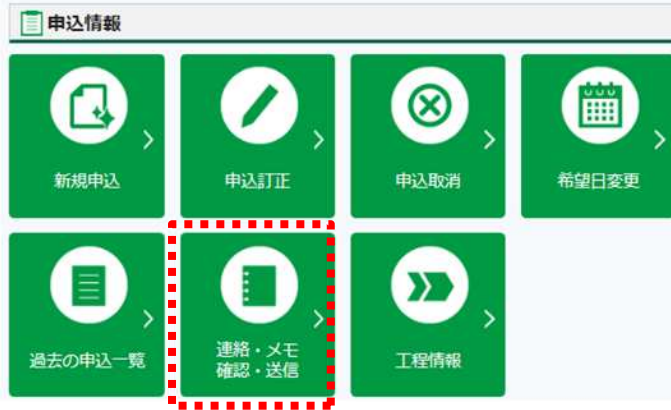 申込情報
新規申込
申込訂正
申込取消
希望日変更
過去の申込一覧
連絡・メモ
確認・送信
工程情報